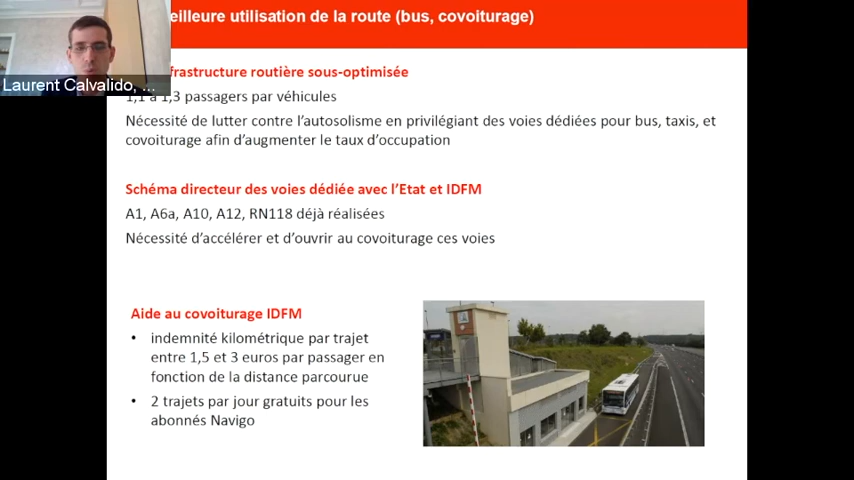 eilleure utilisation de la route (bus, covoiturage)
Laurent Calvalido, ...
frastructure routière sous-optimisée
1,1 à 1,3 passagers par véhicules
Nécessité de lutter contre l'autosolisme en privilégiant des voies dédiées pour bus, taxis, et
covoiturage afin d'augmenter le taux d'occupation
Schéma directeur des voies dédiée avec l'Etat et IDFM
A1, A6a, A10, A12, RN118 déjà réalisées
Nécessité d'accélérer et d'ouvrir au covoiturage ces voies
Aide au covoiturage IDFM
• indemnité kilométrique par trajet
entre 1,5 et 3 euros par passager en
fonction de la distance parcourue
• 2 trajets par jour gratuits pour les
abonnés Navigo